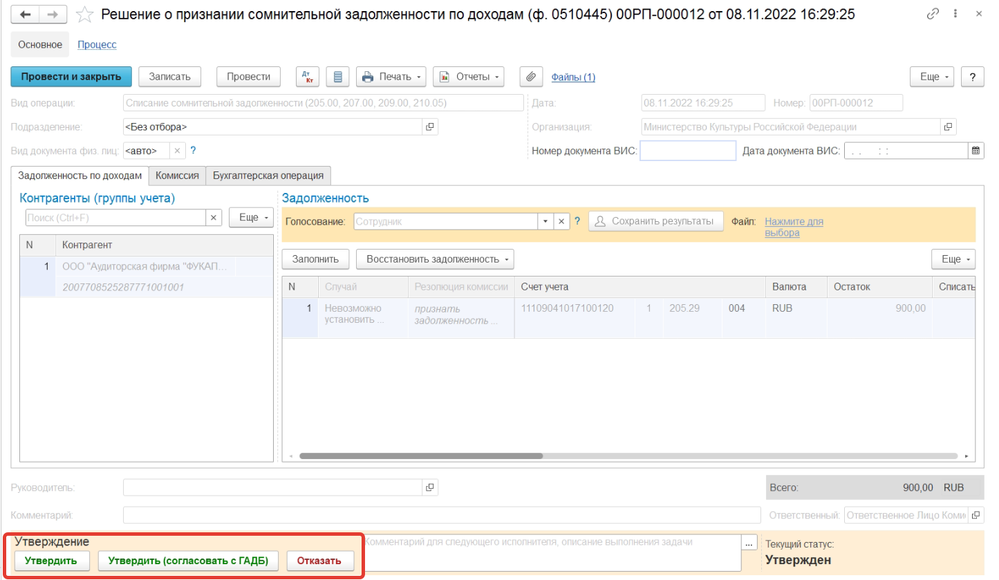 Решение о признании сомнительной задолженности по доходам (ф. 0510445) 00РП-000012 от 08.11.2022 16:29:25
Основное Процесс
Провести и закрыть Записать Провести Дт Кт Печать Отчеты Файлы (1) Еще ?
Вид операции: Списание сомнительной задолженности (205.00, 207.00, 209.00, 210.05) Дата: 08.11.2022 16:29:25 Номер: 00РП-000012
Подразделение: <Без отбора> Организация: Министерство Культуры Российской Федерации
Вид документа физ. лиц: <авто> × ? Номер документа ВИС: Дата документа ВИС: . . : :
Задолженность по доходам Комиссия Бухгалтерская операция
Контрагенты (группы учета) Задолженность
Поиск (Ctrl+F) × Еще Голосование: Сотрудник × ? Сохранить результаты Файл: Нажмите для
выбора
Заполнить Восстановить задолженность Еще
N Контрагент
1 ООО "Аудиторская фирма "ФУКАП...
2007708525287771001001
N Случай Резолюция комиссии Счет учета Валюта Остаток Списать
1 Невозможно признать 11109041017100120 1 205.29 004 RUB 900,00
установить ... задолженность ...
Руководитель: Всего: 900,00 RUB
Комментарий: Ответственный: Ответственное Лицо Коми
Утверждение Комментарий для следующего исполнителя, описание выполнения задачи ... Текущий статус:
Утвердить Утвердить (согласовать с ГАДБ) Отказать Утвержден